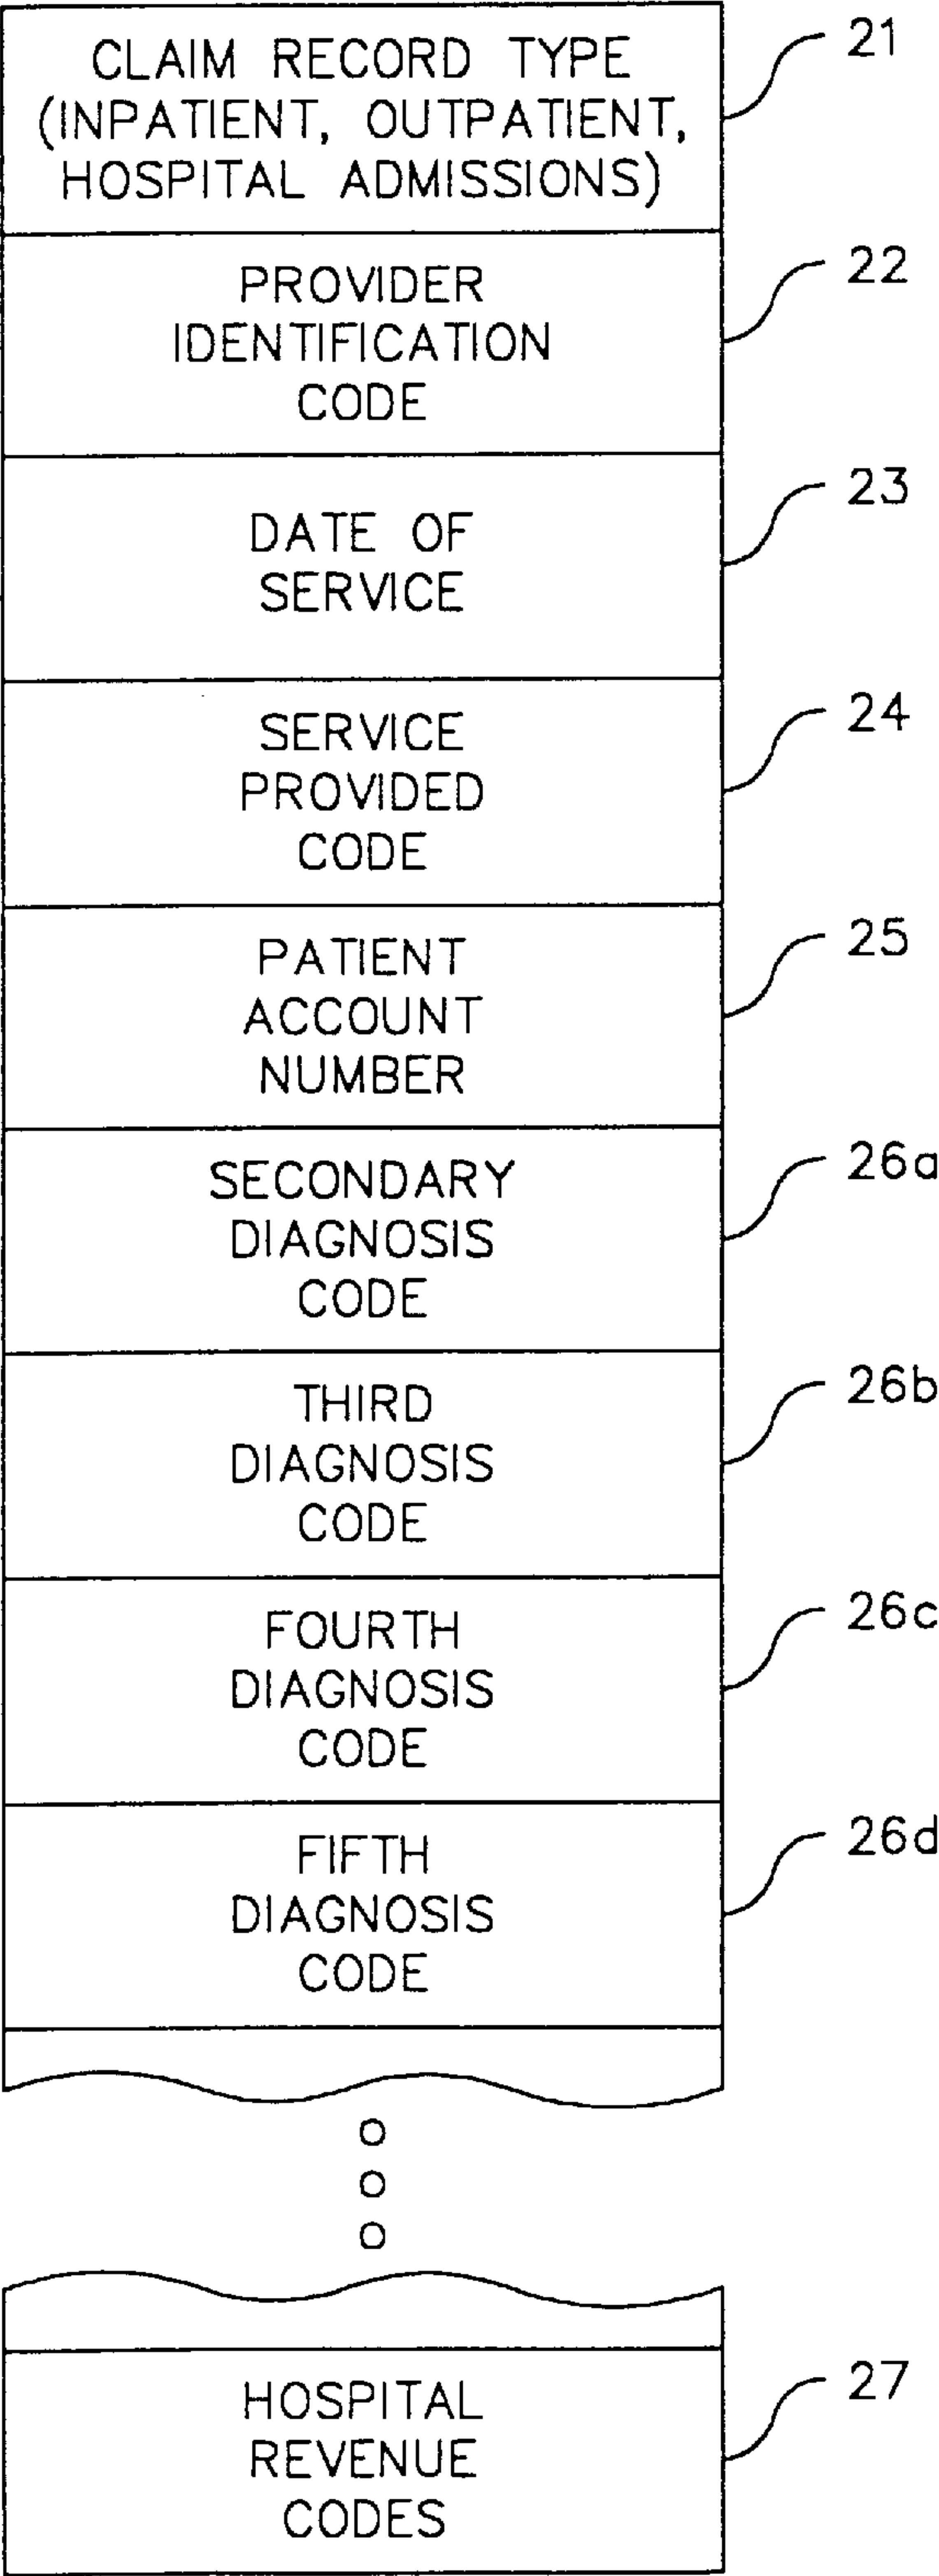 CLAIM RECORD TYPE
(INPATIENT, OUTPATIENT,
HOSPITAL ADMISSIONS)
21
PROVIDER
IDENTIFICATION
CODE
22
DATE OF
SERVICE
23
SERVICE
PROVIDED
CODE
24
PATIENT
ACCOUNT
NUMBER
25
SECONDARY
DIAGNOSIS
CODE
26a
THIRD
DIAGNOSIS
CODE
26b
FOURTH
DIAGNOSIS
CODE
26c
FIFTH
DIAGNOSIS
CODE
26d
HOSPITAL
REVENUE
CODES
27